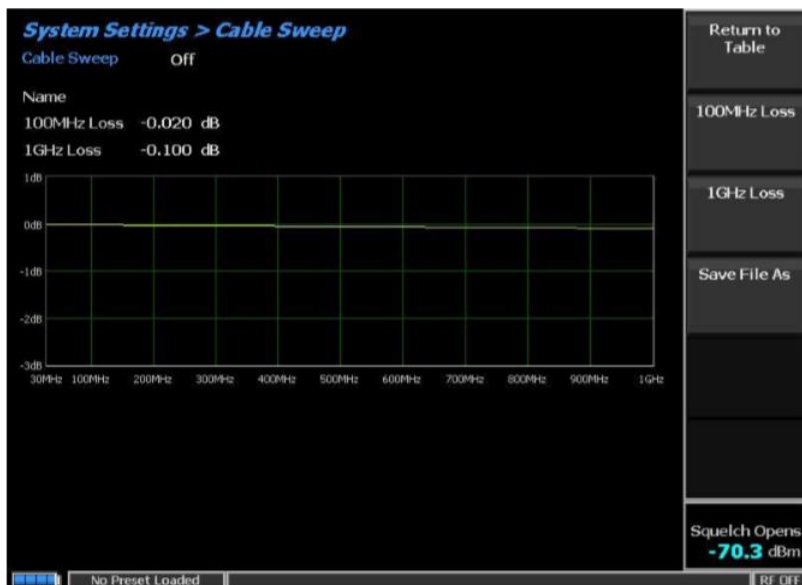 System Settings > Cable Sweep
Cable Sweep Off
Name
100MHz Loss -0.020 dB
1GHz Loss -0.100 dB
1dB
0dB
-1dB
-2dB
-3dB
30MHz 100MHz 200MHz 300MHz 400MHz 500MHz 600MHz 700MHz 800MHz 900MHz 1GHz
Return to
Table
100MHz Loss
1GHz Loss
Save File As
Squelch Opens
-70.3 dBm
No Preset Loaded
RF OFF